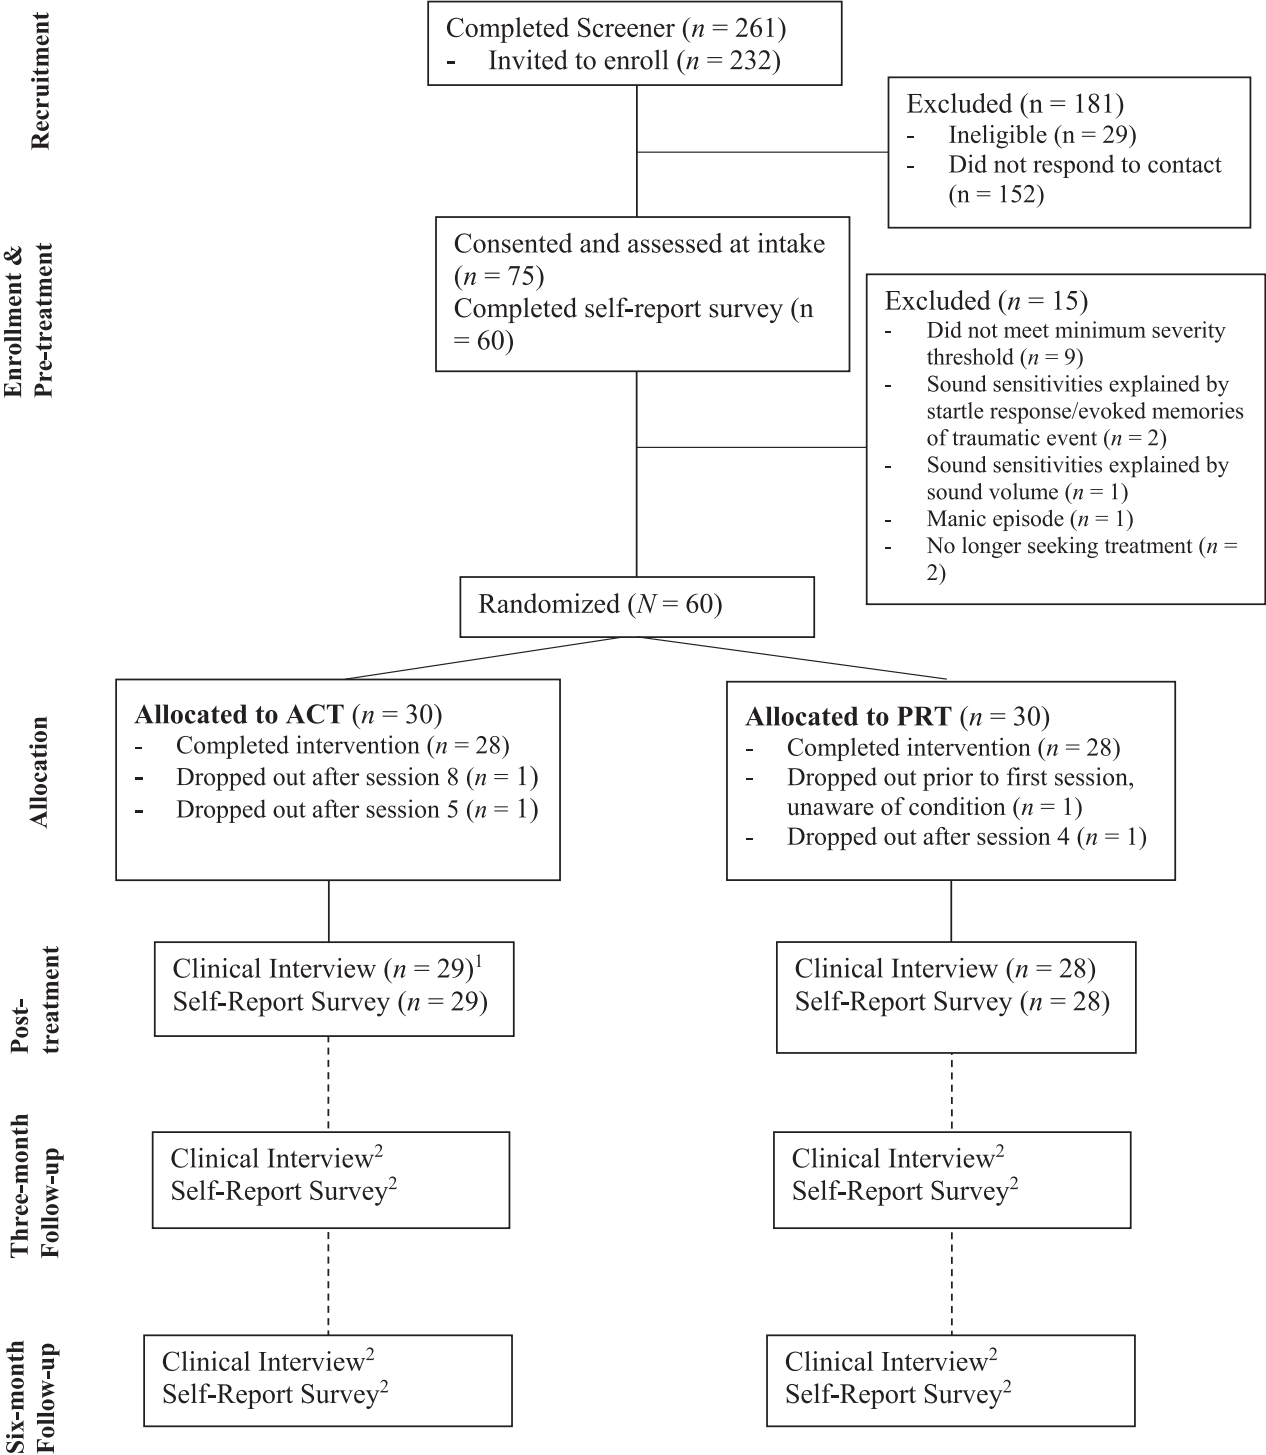 Recruitment
Completed Screener (n = 261)
- Invited to enroll (n = 232)
Excluded (n = 181)
- Ineligible (n = 29)
- Did not respond to contact
(n = 152)
Enrollment &
Pre-treatment
Consented and assessed at intake
(n = 75)
Completed self-report survey (n
= 60)
Excluded (n = 15)
- Did not meet minimum severity
threshold (n = 9)
- Sound sensitivities explained by
startle response/evoked memories
of traumatic event (n = 2)
- Sound sensitivities explained by
sound volume (n = 1)
- Manic episode (n = 1)
- No longer seeking treatment (n =
2)
Randomized (N = 60)
Allocation
Allocated to ACT (n = 30)
- Completed intervention (n = 28)
- Dropped out after session 8 (n = 1)
- Dropped out after session 5 (n = 1)
Allocated to PRT (n = 30)
- Completed intervention (n = 28)
- Dropped out prior to first session,
unaware of condition (n = 1)
- Dropped out after session 4 (n = 1)
Post-
treatment
Clinical Interview (n = 29)¹
Self-Report Survey (n = 29)
Clinical Interview (n = 28)
Self-Report Survey (n = 28)
Three-month
Follow-up
Clinical Interview²
Self-Report Survey²
Clinical Interview²
Self-Report Survey²
Six-month
Follow-up
Clinical Interview²
Self-Report Survey²
Clinical Interview²
Self-Report Survey²